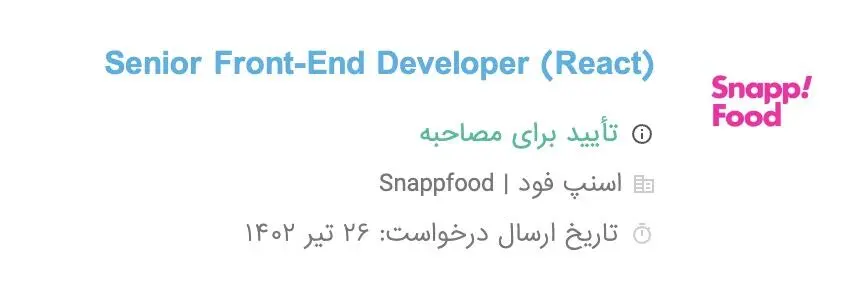 Senior Front-End Developer (React)
Snapp!
Food
تأیید برای مصاحبه
اسنپ فود | Snappfood
تاریخ ارسال درخواست: ۲۶ تیر ۱۴۰۲